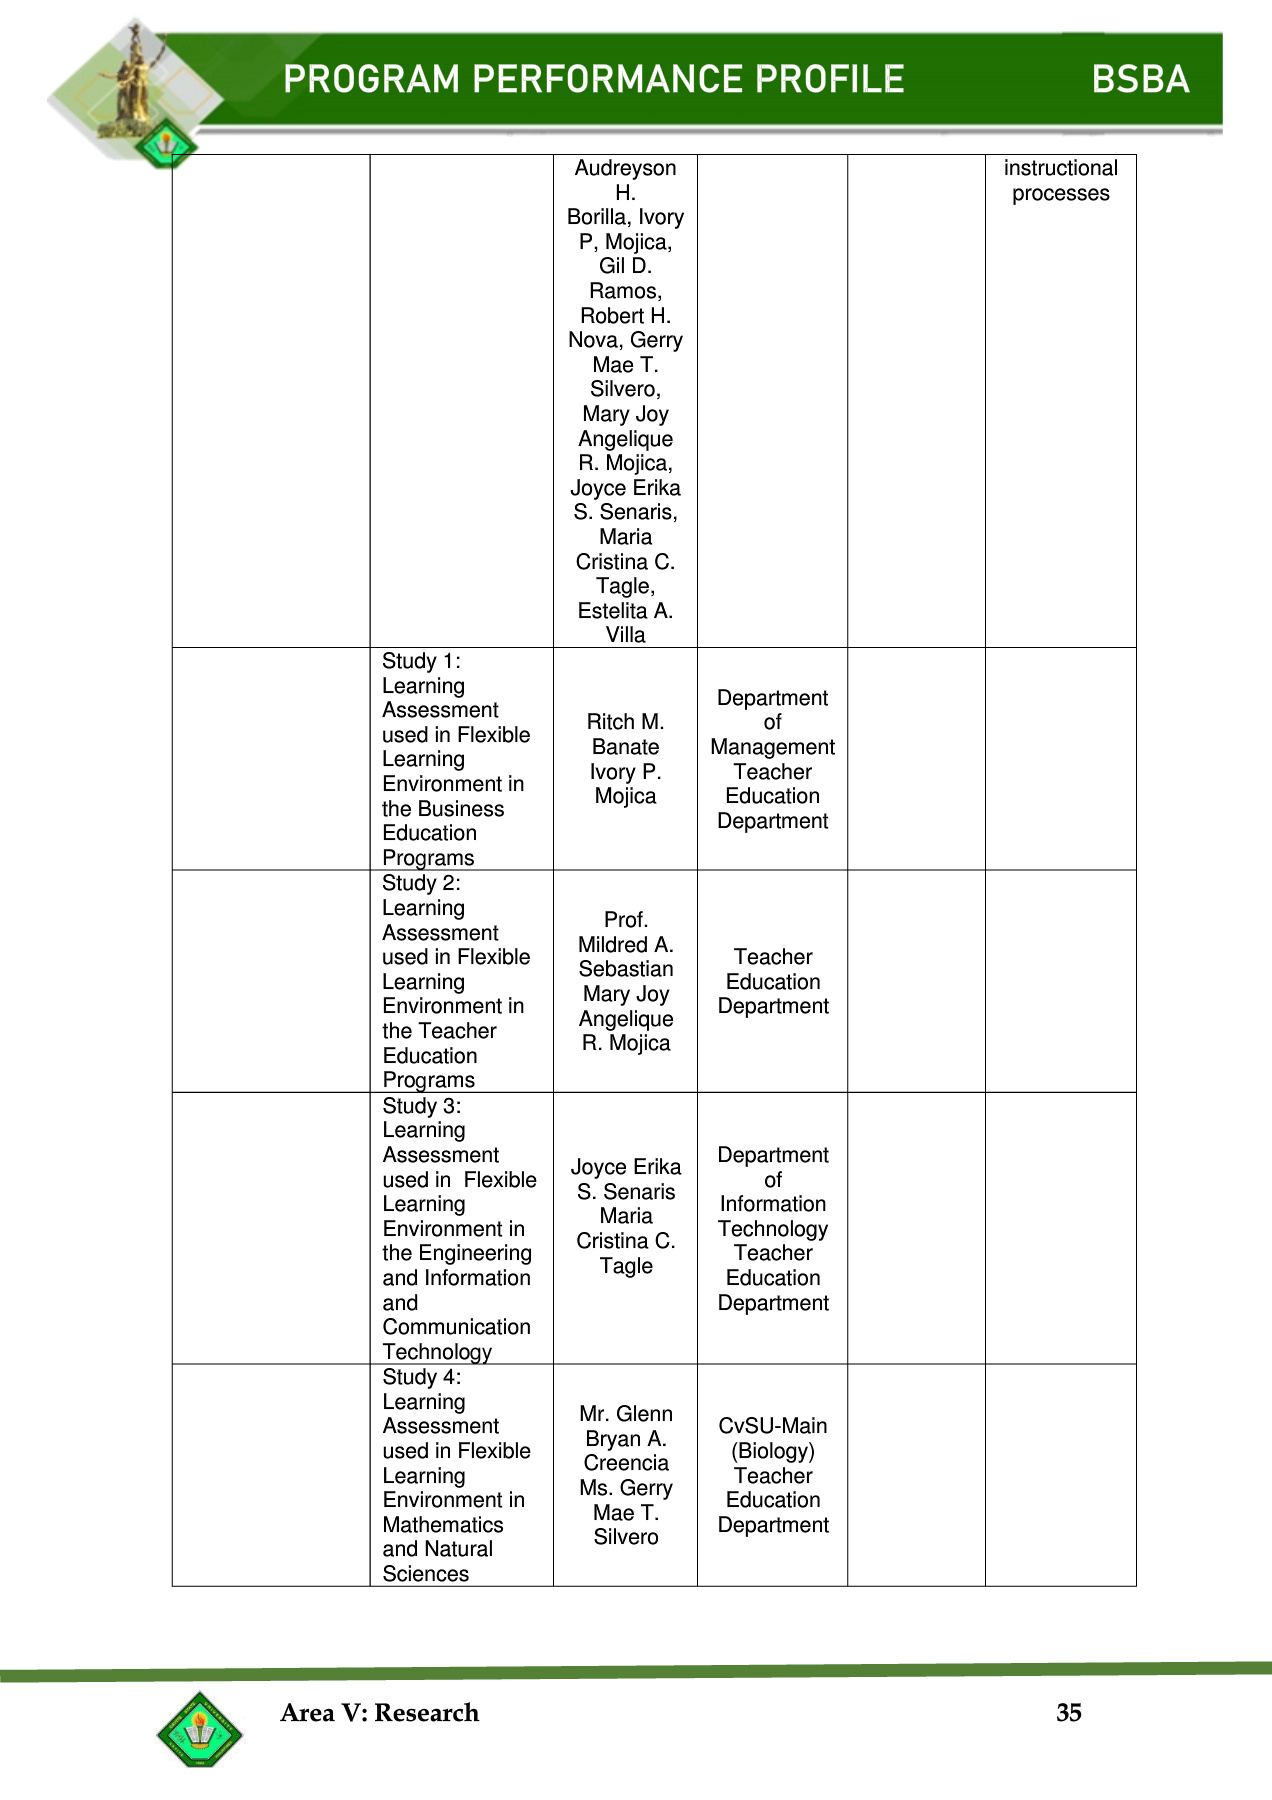 PROGRAM PERFORMANCE PROFILE BSBA
Audreyson
H.
Borilla, Ivory
P, Mojica,
Gil D.
Ramos,
Robert H.
Nova, Gerry
Mae T.
Silvero,
Mary Joy
Angelique
R. Mojica,
Joyce Erika
S. Senaris,
Maria
Cristina C.
Tagle,
Estelita A.
Villa
instructional
processes
Study 1:
Learning
Assessment
used in Flexible
Learning
Environment in
the Business
Education
Programs
Ritch M.
Banate
Ivory P.
Mojica
Department
of
Management
Teacher
Education
Department
Study 2:
Learning
Assessment
used in Flexible
Learning
Environment in
the Teacher
Education
Programs
Prof.
Mildred A.
Sebastian
Mary Joy
Angelique
R. Mojica
Teacher
Education
Department
Study 3:
Learning
Assessment
used in  Flexible
Learning
Environment in
the Engineering
and Information
and
Communication
Technology
Joyce Erika
S. Senaris
Maria
Cristina C.
Tagle
Department
of
Information
Technology
Teacher
Education
Department
Study 4:
Learning
Assessment
used in Flexible
Learning
Environment in
Mathematics
and Natural
Sciences
Mr. Glenn
Bryan A.
Creencia
Ms. Gerry
Mae T.
Silvero
CvSU-Main
(Biology)
Teacher
Education
Department
Area V: Research 35